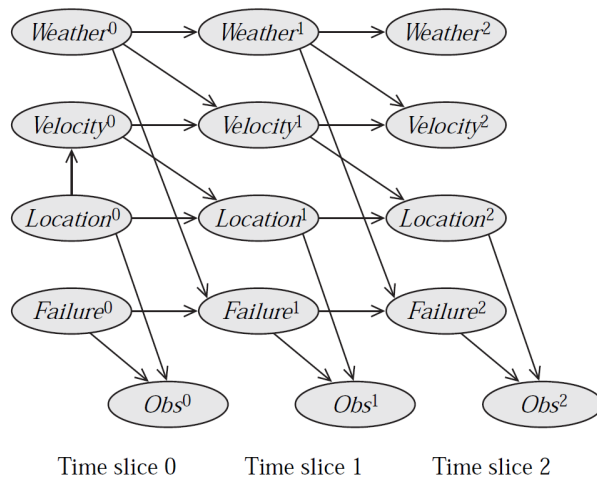 Weather⁰ Weather¹ Weather²
Velocity⁰ Velocity¹ Velocity²
Location⁰ Location¹ Location²
Failure⁰ Failure¹ Failure²
Obs⁰ Obs¹ Obs²
Time slice 0 Time slice 1 Time slice 2